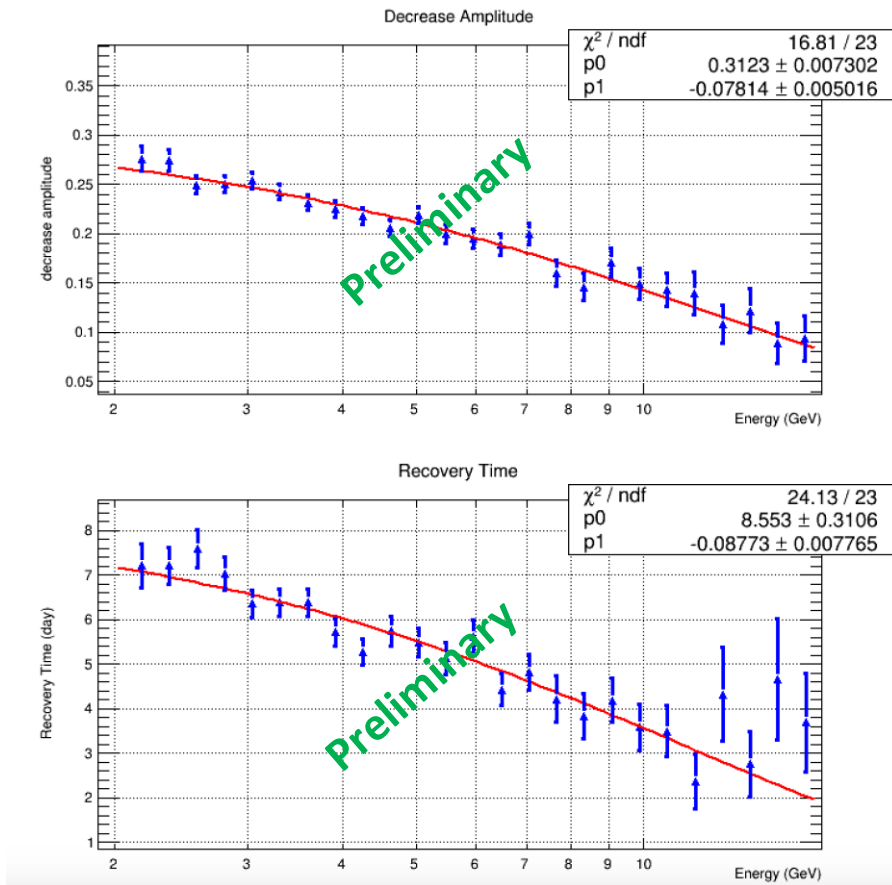 Decrease Amplitude
χ² / ndf 16.81 / 23
p0 0.3123 ± 0.007302
p1 -0.07814 ± 0.005016
decrease amplitude
0.35
0.3
0.25
0.2
0.15
0.1
0.05
Preliminary
2 3 4 5 6 7 8 9 10
Energy (GeV)
Recovery Time
χ² / ndf 24.13 / 23
p0 8.553 ± 0.3106
p1 -0.08773 ± 0.007765
Recovery Time (day)
8
7
6
5
4
3
2
1
Preliminary
2 3 4 5 6 7 8 9 10
Energy (GeV)